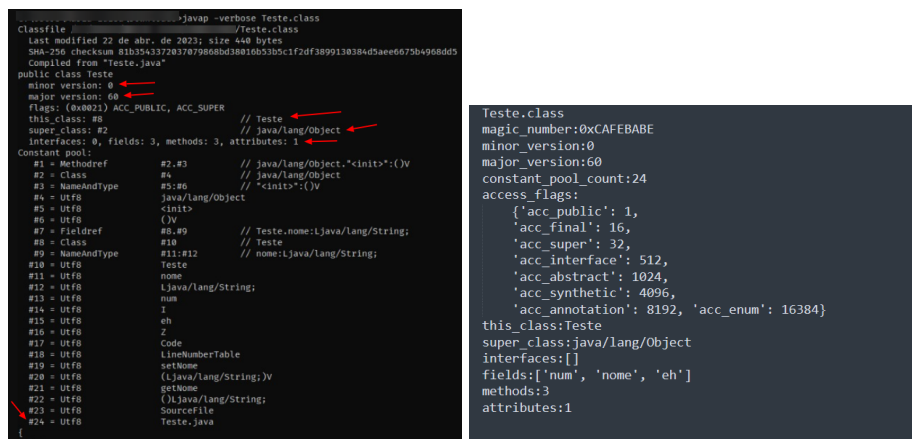 >javap -verbose Teste.class
Classfile /Teste.class
Last modified 22 de abr. de 2023; size 440 bytes
SHA-256 checksum 81b3543372037079868bd38016b53b5c1f2df3899130384d5aee6675b4968dd5
Compiled from "Teste.java"
public class Teste
minor version: 0
major version: 60
flags: (0x0021) ACC_PUBLIC, ACC_SUPER
this_class: #8 // Teste
super_class: #2 // java/lang/Object
interfaces: 0, fields: 3, methods: 3, attributes: 1
Constant pool:
#1 = Methodref #2.#3 // java/lang/Object."<init>":()V
#2 = Class #4 // java/lang/Object
#3 = NameAndType #5:#6 // "<init>":()V
#4 = Utf8 java/lang/Object
#5 = Utf8 <init>
#6 = Utf8 ()V
#7 = Fieldref #8.#9 // Teste.nome:Ljava/lang/String;
#8 = Class #10 // Teste
#9 = NameAndType #11:#12 // nome:Ljava/lang/String;
#10 = Utf8 Teste
#11 = Utf8 nome
#12 = Utf8 Ljava/lang/String;
#13 = Utf8 num
#14 = Utf8 I
#15 = Utf8 eh
#16 = Utf8 Z
#17 = Utf8 Code
#18 = Utf8 LineNumberTable
#19 = Utf8 setNome
#20 = Utf8 (Ljava/lang/String;)V
#21 = Utf8 getNome
#22 = Utf8 ()Ljava/lang/String;
#23 = Utf8 SourceFile
#24 = Utf8 Teste.java
{
Teste.class
magic_number:0xCAFEBABE
minor_version:0
major_version:60
constant_pool_count:24
access_flags:
{'acc_public': 1,
'acc_final': 16,
'acc_super': 32,
'acc_interface': 512,
'acc_abstract': 1024,
'acc_synthetic': 4096,
'acc_annotation': 8192, 'acc_enum': 16384}
this_class:Teste
super_class:java/lang/Object
interfaces:[]
fields:['num', 'nome', 'eh']
methods:3
attributes:1